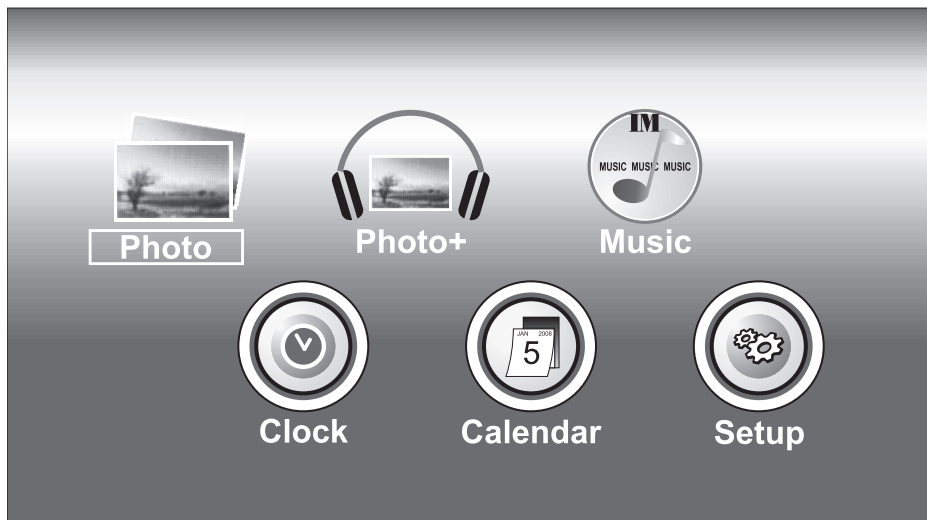 IM
MUSIC MUSIC MUSIC
Photo
Photo+
Music
JAN 2008
5
Clock
Calendar
Setup